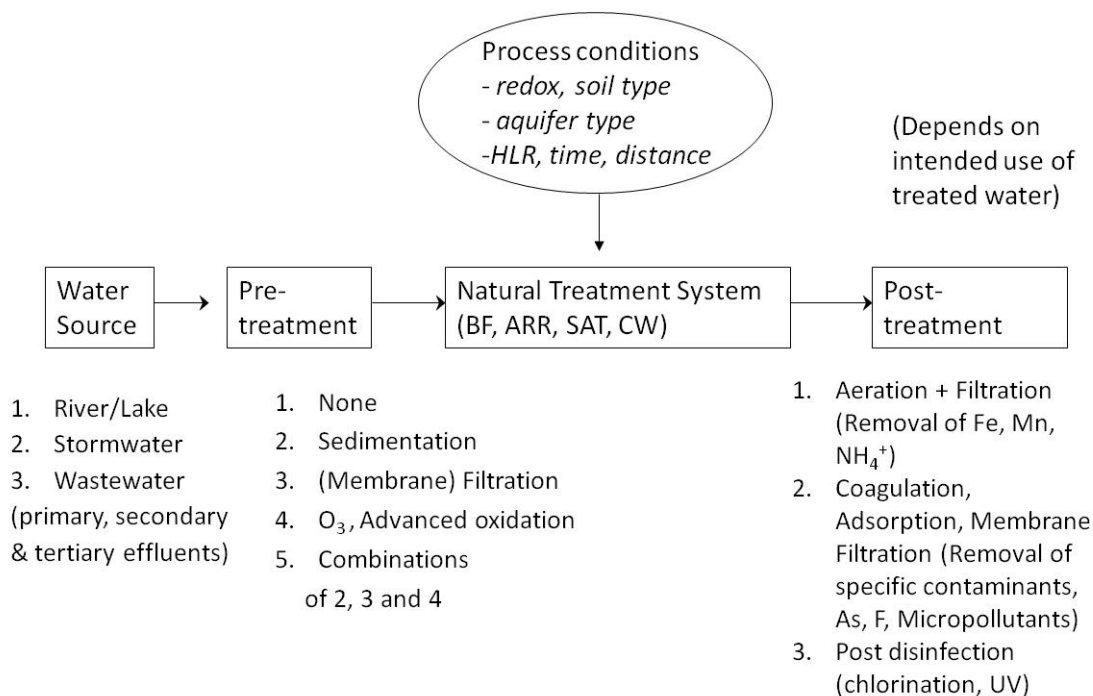 Process conditions
- redox, soil type
- aquifer type
-HLR, time, distance
(Depends on
intended use of
treated water)
Water
Source
Pre-
treatment
Natural Treatment System
(BF, ARR, SAT, CW)
Post-
treatment
1. River/Lake
2. Stormwater
3. Wastewater
(primary, secondary
& tertiary effluents)
1. None
2. Sedimentation
3. (Membrane) Filtration
4. O₃, Advanced oxidation
5. Combinations
of 2, 3 and 4
1. Aeration + Filtration
(Removal of Fe, Mn,
NH₄⁺)
2. Coagulation,
Adsorption, Membrane
Filtration (Removal of
specific contaminants,
As, F, Micropollutants)
3. Post disinfection
(chlorination, UV)